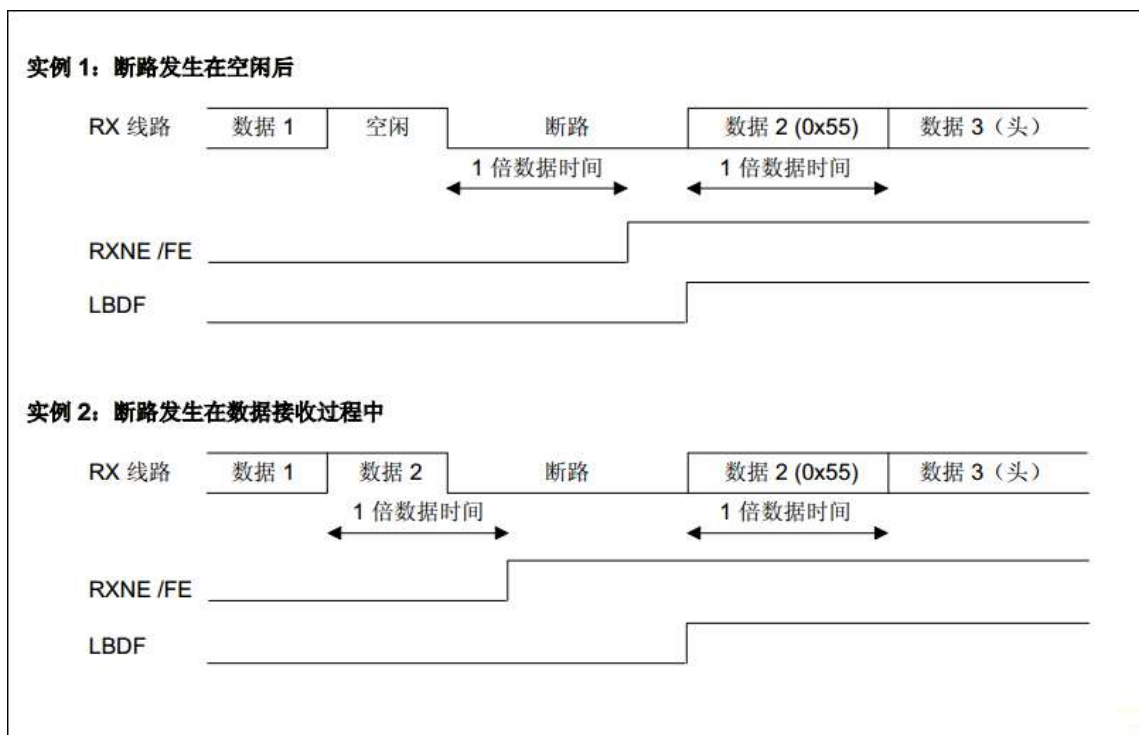 实例 1：断路发生在空闲后
RX 线路 数据 1 空闲 断路 数据 2 (0x55) 数据 3（头）
1 倍数据时间 1 倍数据时间
RXNE /FE
LBDF
实例 2：断路发生在数据接收过程中
RX 线路 数据 1 数据 2 断路 数据 2 (0x55) 数据 3（头）
1 倍数据时间 1 倍数据时间
RXNE /FE
LBDF